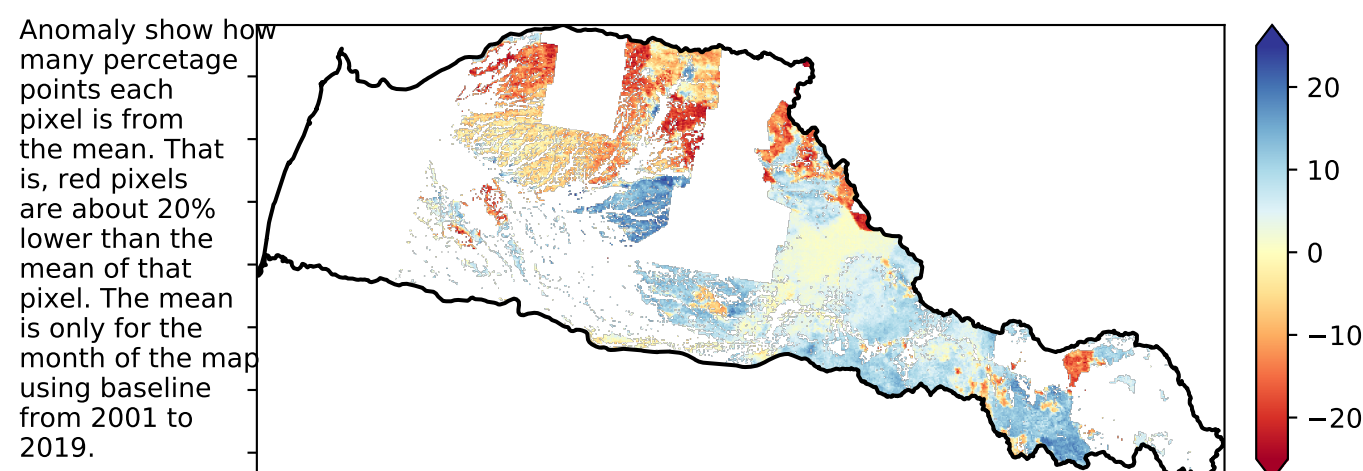 Anomaly show how
many percetage
points each
pixel is from
the mean. That
is, red pixels
are about 20%
lower than the
mean of that
pixel. The mean
is only for the
month of the map
using baseline
from 2001 to
2019.
20
10
0
−10
−20